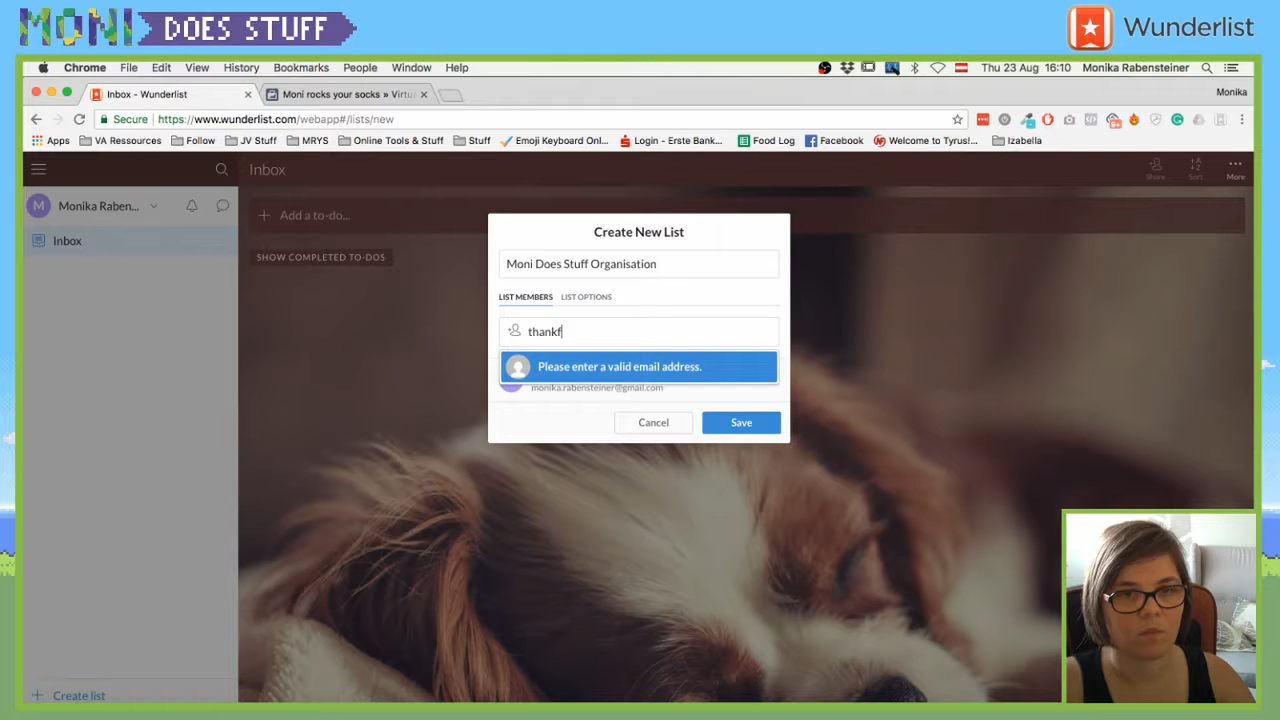 MONI DOES STUFF
Wunderlist
Chrome File Edit View History Bookmarks People Window Help
Thu 23 Aug 16:10 Monika Rabensteiner
Inbox - Wunderlist
Moni rocks your socks » Virtu
Monika
Secure https://www.wunderlist.com/webapp#/lists/new
Apps VA Ressources Follow JV Stuff MRYS Online Tools & Stuff Stuff Emoji Keyboard Onl... Login - Erste Bank... Food Log Facebook Welcome to Tyrus!... Izabella
Inbox
Share Sort More
M Monika Raben...
Add a to-do...
Inbox
SHOW COMPLETED TO-DOS
Create New List
Moni Does Stuff Organisation
LIST MEMBERS LIST OPTIONS
thankf
Please enter a valid email address.
monika.rabensteiner@gmail.com
Cancel Save
Create list